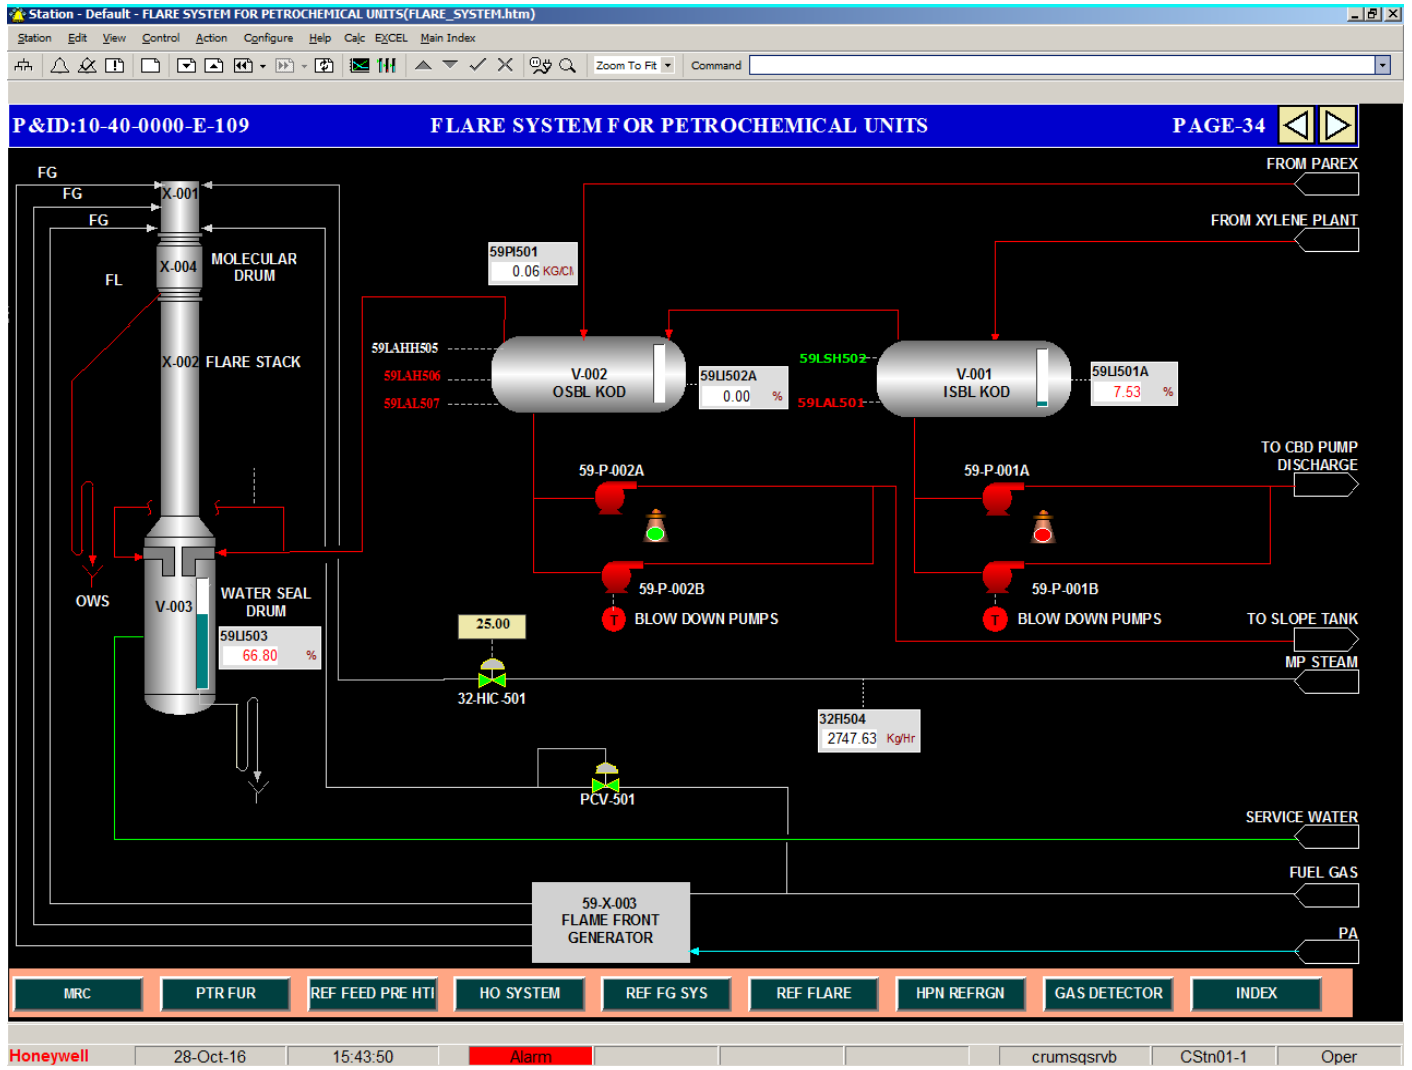 Station - Default - FLARE SYSTEM FOR PETROCHEMICAL UNITS(FLARE_SYSTEM.htm)
Station Edit View Control Action Configure Help Calc EXCEL Main Index
Zoom To Fit Command
P&ID:10-40-0000-E-109 FLARE SYSTEM FOR PETROCHEMICAL UNITS PAGE-34
FROM PAREX
FG
FG
X-001
FG
FROM XYLENE PLANT
59PI501
0.06 KG/CM
MOLECULAR
DRUM
X-004
FL
59LAHH505
59LSH502
X-002 FLARE STACK
V-002
OSBL KOD
V-001
ISBL KOD
59LI501A
7.53 %
59LAH506
59LI502A
0.00 %
59LAL507
59LAL501
TO CBD PUMP
DISCHARGE
59-P-002A
59-P-001A
59-P-002B
59-P-001B
OWS
V-003
WATER SEAL
DRUM
T BLOW DOWN PUMPS
T BLOW DOWN PUMPS
TO SLOPE TANK
25.00
59LI503
66.80 %
MP STEAM
32-HIC-501
32FI504
2747.63 Kg/Hr
PCV-501
SERVICE WATER
FUEL GAS
59-X-003
FLAME FRONT
GENERATOR
PA
MRC PTR FUR REF FEED PRE HTI HO SYSTEM REF FG SYS REF FLARE HPN REFRGN GAS DETECTOR INDEX
Honeywell 28-Oct-16 15:43:50 Alarm crumsqsrvb CStn01-1 Oper